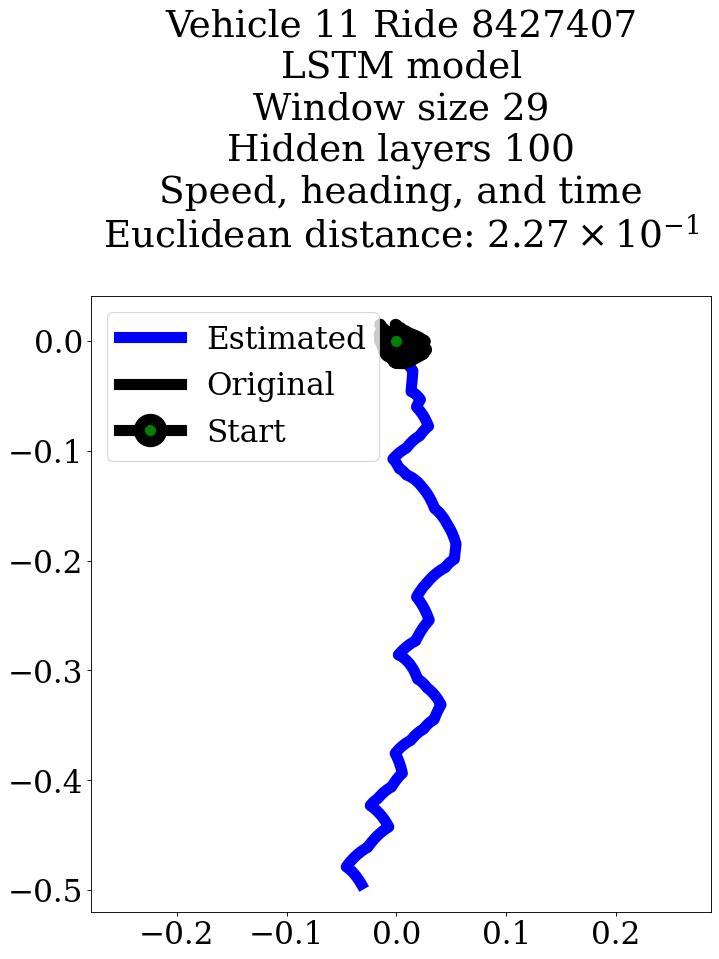 Vehicle 11 Ride 8427407
LSTM model
Window size 29
Hidden layers 100
Speed, heading, and time
Euclidean distance: 2.27 × 10⁻¹
Estimated
Original
Start
0.0
−0.1
−0.2
−0.3
−0.4
−0.5
−0.2 −0.1 0.0 0.1 0.2